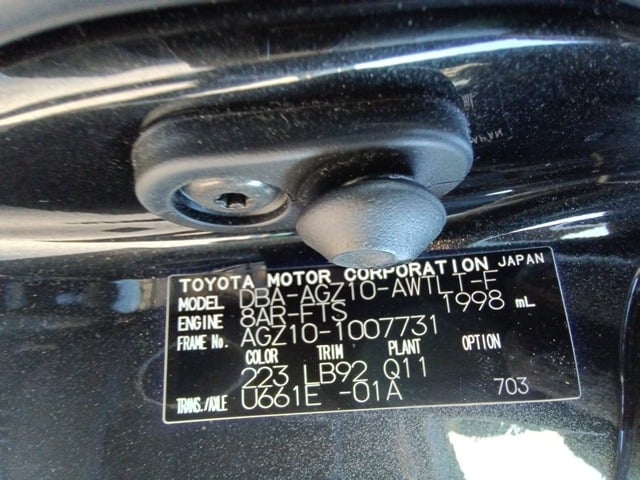 TOYOTA MOTOR CORPORATION JAPAN
MODEL DBA-AGZ10-AWTLT-F
ENGINE 8AR-FTS 1998 mL
FRAME No. AGZ10-1007731
COLOR TRIM PLANT OPTION
223 LB92 Q11
TRANS./AXLE U661E -01A 703